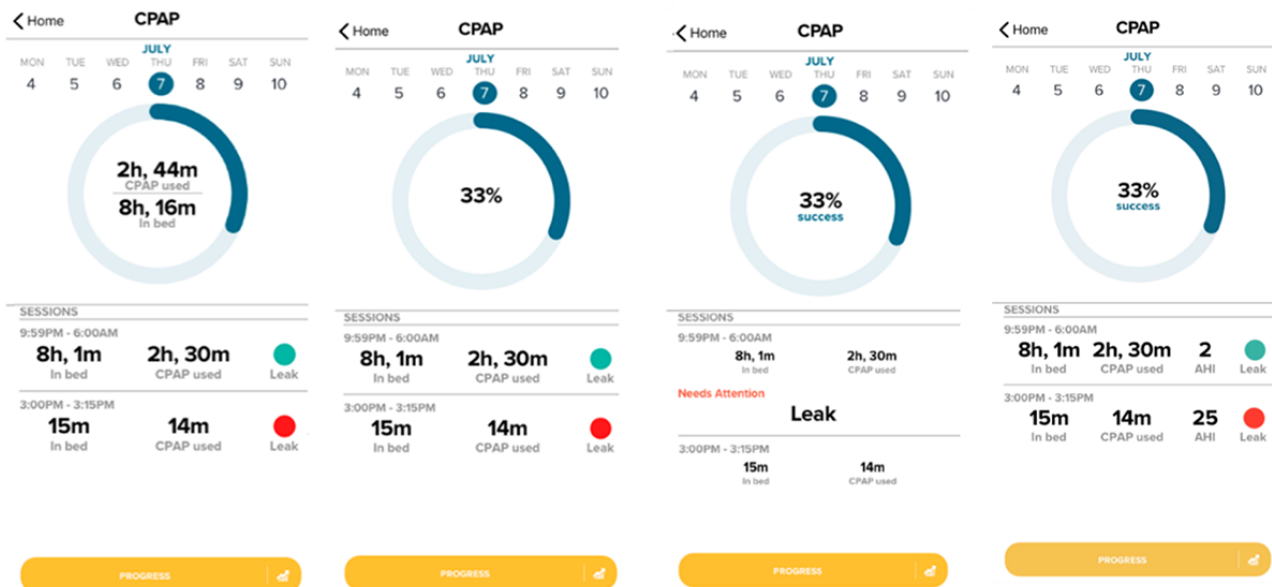 Home CPAP
JULY
MON TUE WED THU FRI SAT SUN
4 5 6 7 8 9 10
2h, 44m
CPAP used
8h, 16m
In bed
SESSIONS
9:59PM - 6:00AM
8h, 1m 2h, 30m
In bed CPAP used Leak
3:00PM - 3:15PM
15m 14m
In bed CPAP used Leak
PROGRESS
Home CPAP
JULY
MON TUE WED THU FRI SAT SUN
4 5 6 7 8 9 10
33%
SESSIONS
9:59PM - 6:00AM
8h, 1m 2h, 30m
In bed CPAP used Leak
3:00PM - 3:15PM
15m 14m
In bed CPAP used Leak
PROGRESS
Home CPAP
JULY
MON TUE WED THU FRI SAT SUN
4 5 6 7 8 9 10
33%
success
SESSIONS
9:59PM - 6:00AM
8h, 1m 2h, 30m
In bed CPAP used
Needs Attention
Leak
3:00PM - 3:15PM
15m 14m
In bed CPAP used
PROGRESS
Home CPAP
JULY
MON TUE WED THU FRI SAT SUN
4 5 6 7 8 9 10
33%
success
SESSIONS
9:59PM - 6:00AM
8h, 1m 2h, 30m 2
In bed CPAP used AHI Leak
3:00PM - 3:15PM
15m 14m 25
In bed CPAP used AHI Leak
PROGRESS